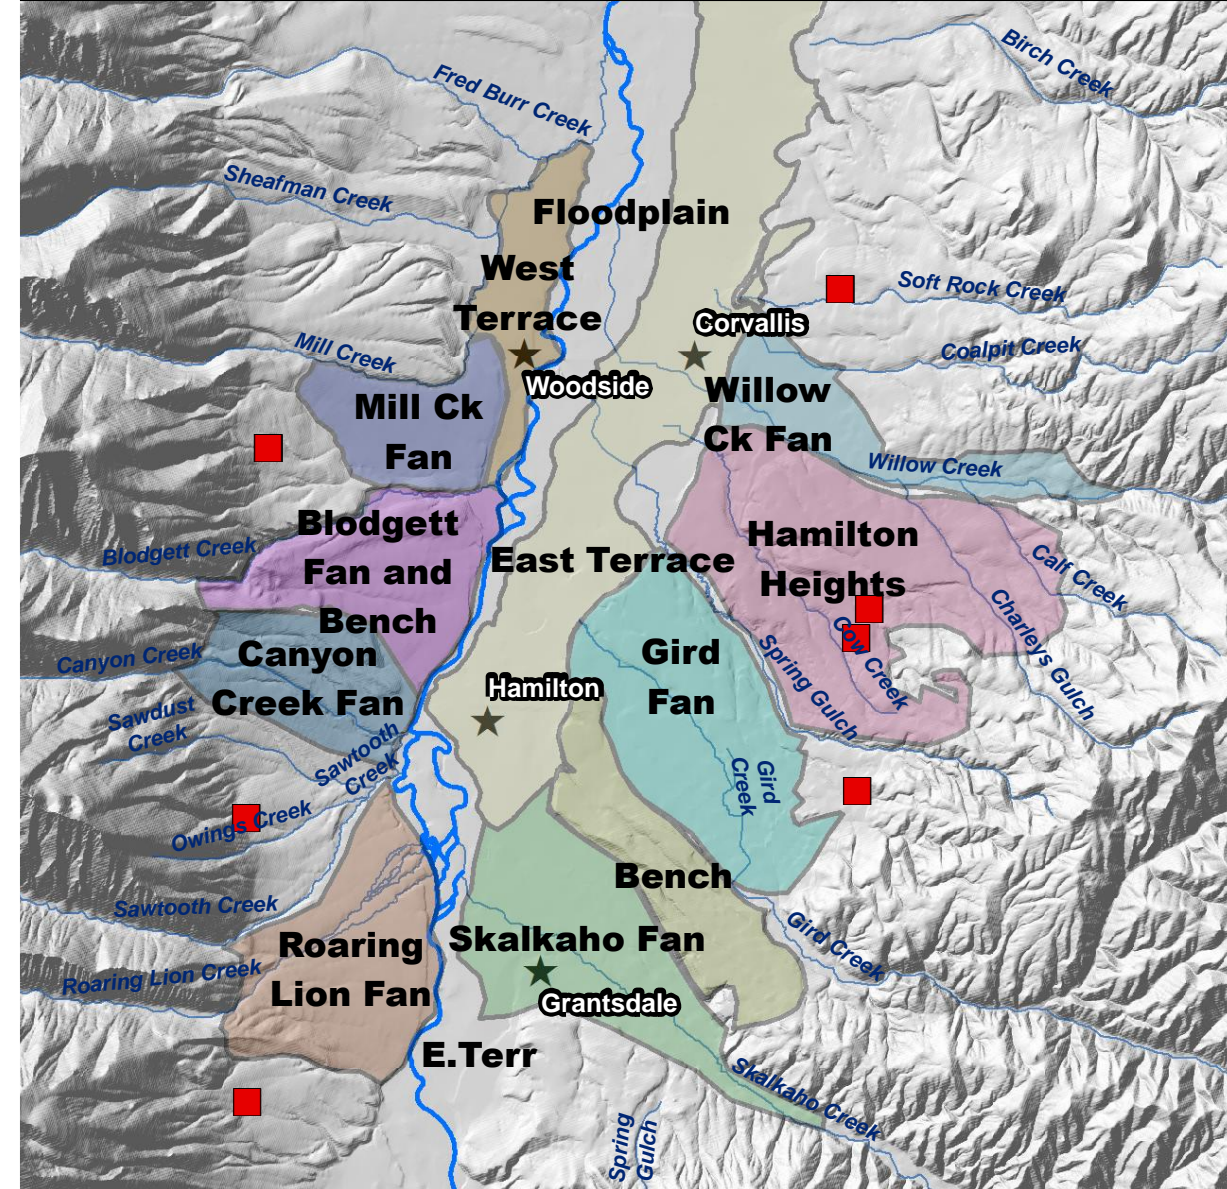 Birch Creek
Fred Burr Creek
Sheafman Creek
Floodplain
West
Terrace
Soft Rock Creek
Corvallis
Coalpit Creek
Mill Creek
Woodside
Willow
Ck Fan
Mill Ck
Fan
Willow Creek
Blodgett
Fan and
Bench
Blodgett Creek
East Terrace
Hamilton
Heights
Calf Creek
Charleys Gulch
Cow Creek
Spring Gulch
Canyon
Creek Fan
Canyon Creek
Gird
Fan
Hamilton
Sawdust
Creek
Sawtooth
Creek
Gird
Creek
Owings Creek
Bench
Sawtooth Creek
Gird Creek
Roaring
Lion Fan
Skalkaho Fan
Roaring Lion Creek
Grantsdale
E.Terr
Skalkaho Creek
Spring
Gulch